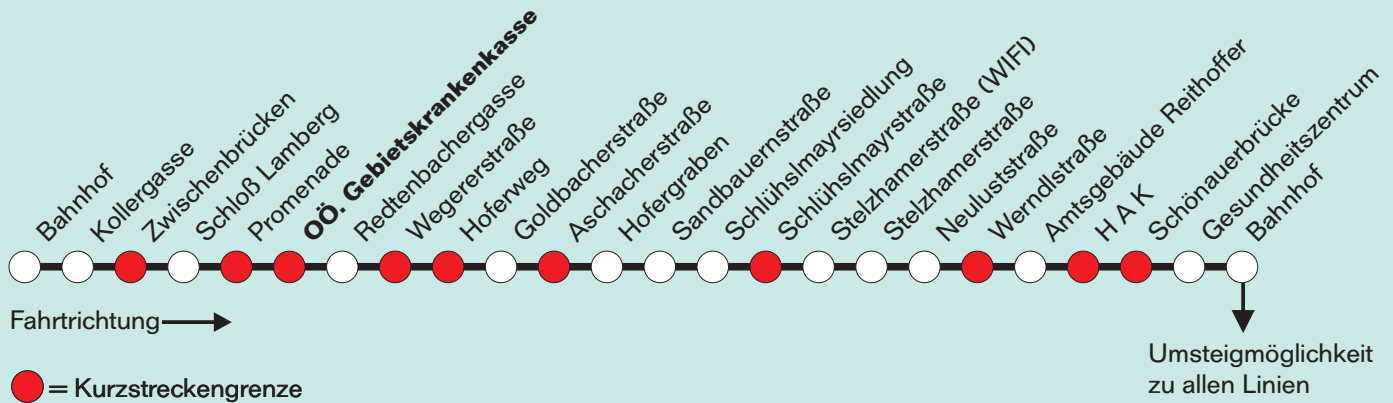 Bahnhof
Kollergasse
Zwischenbrücken
Schloß Lamberg
Promenade
OÖ. Gebietskrankenkasse
Redtenbachergasse
Wegererstraße
Hoferweg
Goldbacherstraße
Aschacherstraße
Hofergraben
Sandbauernstraße
Schlühslmayrsiedlung
Schlühslmayrstraße
Stelzhamerstraße (WIFI)
Stelzhamerstraße
Neuluststraße
Werndlstraße
Amtsgebäude Reithoffer
H A K
Schönauerbrücke
Gesundheitszentrum
Bahnhof
Fahrtrichtung
Umsteigmöglichkeit
zu allen Linien
= Kurzstreckengrenze